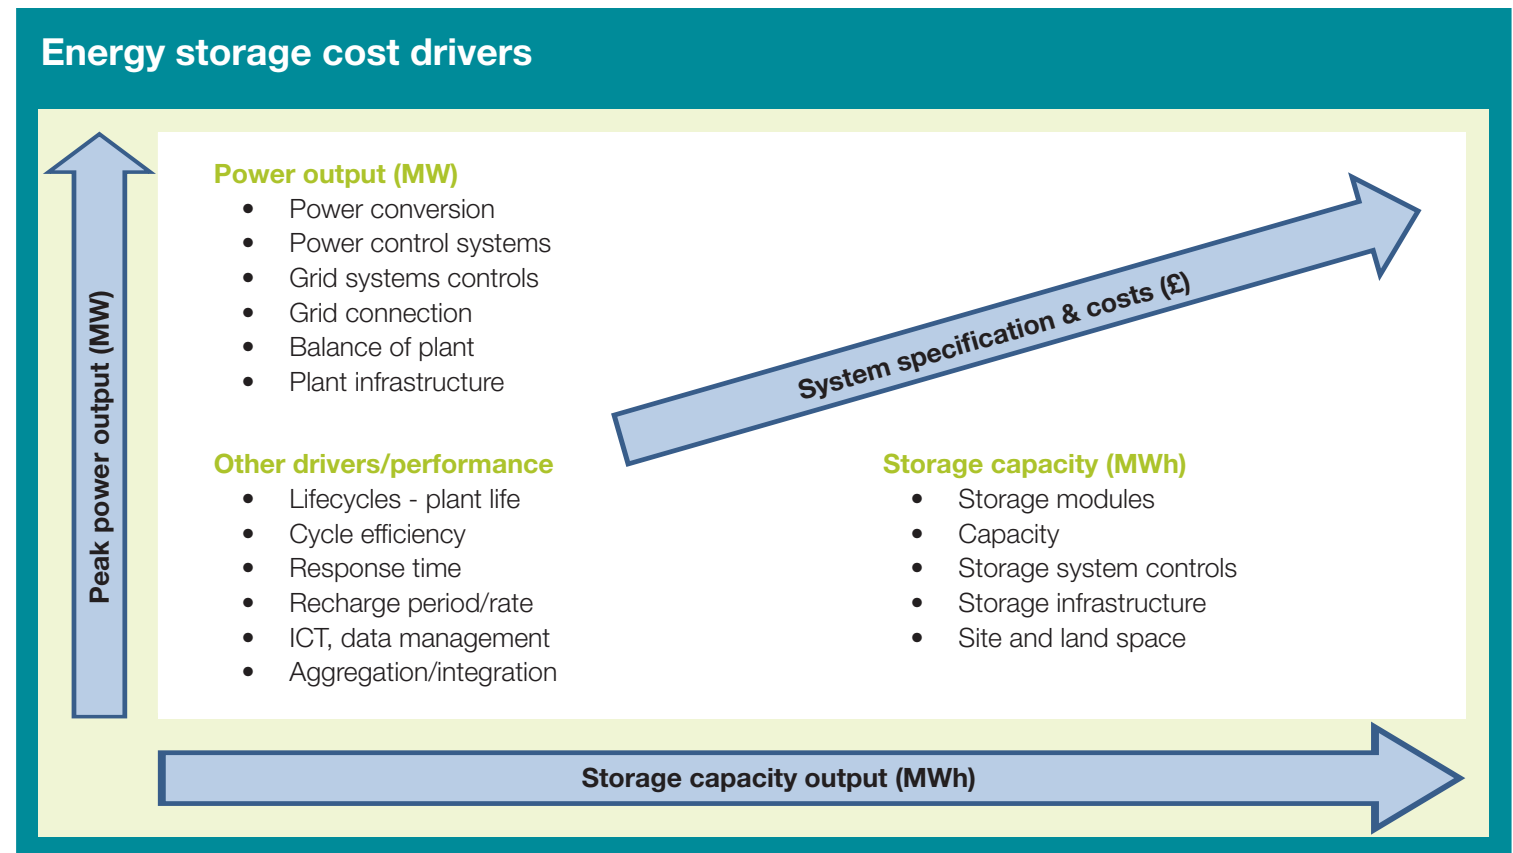 Energy storage cost drivers
Peak power output (MW)
Power output (MW)
• Power conversion
• Power control systems
• Grid systems controls
• Grid connection
• Balance of plant
• Plant infrastructure
System specification & costs (£)
Other drivers/performance
• Lifecycles - plant life
• Cycle efficiency
• Response time
• Recharge period/rate
• ICT, data management
• Aggregation/integration
Storage capacity (MWh)
• Storage modules
• Capacity
• Storage system controls
• Storage infrastructure
• Site and land space
Storage capacity output (MWh)